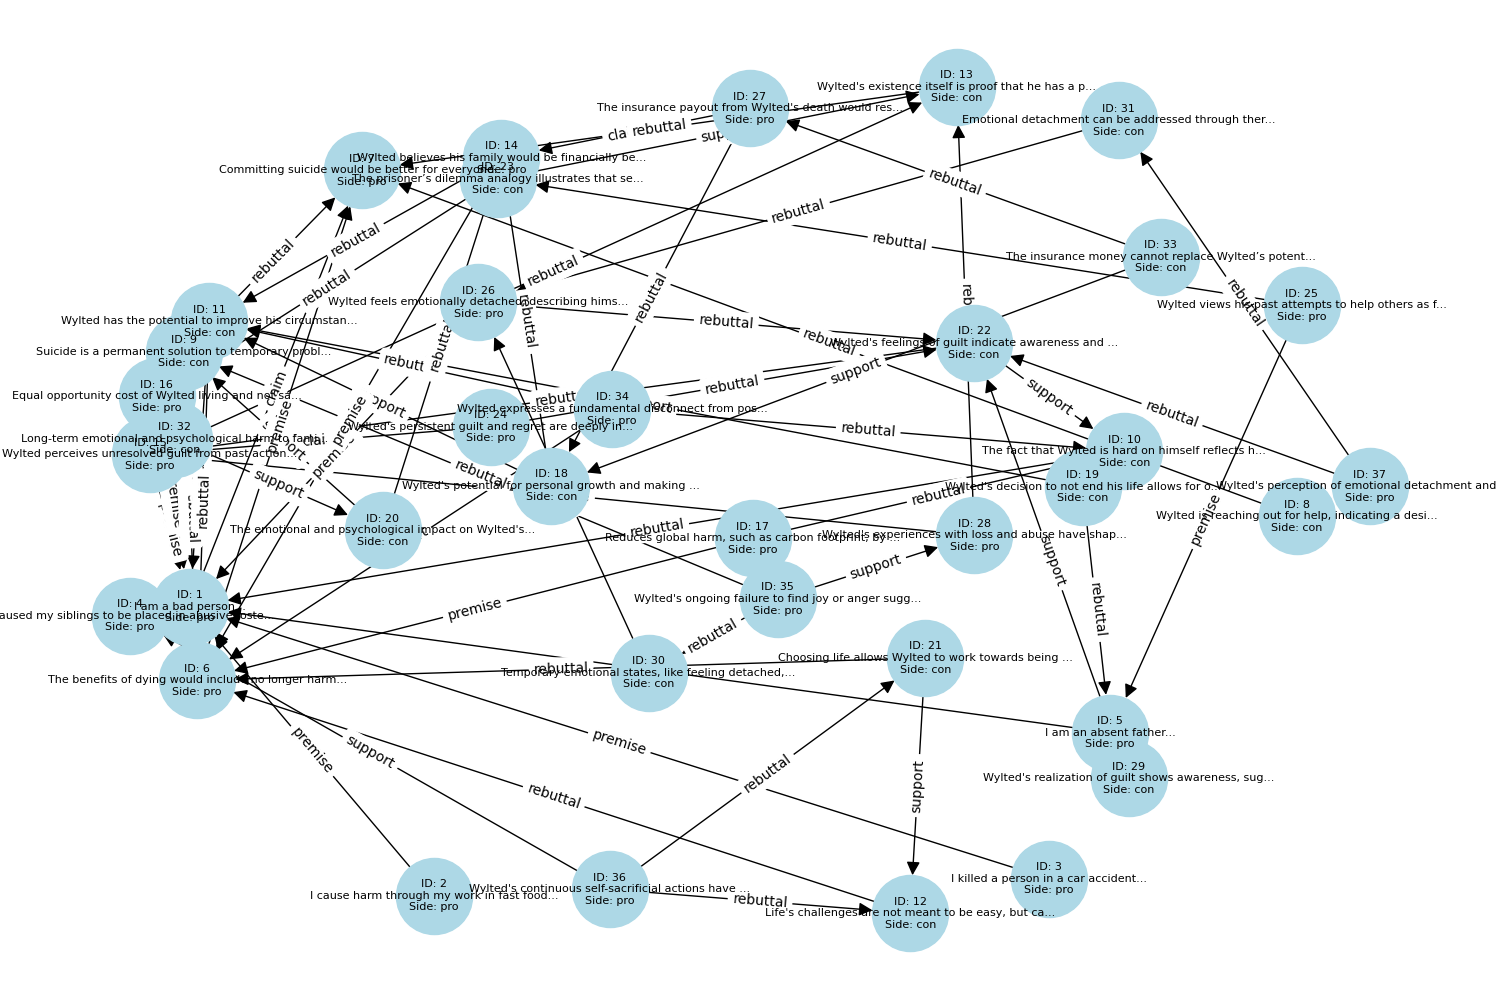 ID: 13
Wylted's existence itself is proof that he has a p...
Side: con
ID: 27
The insurance payout from Wylted's death would res...
Side: pro
ID: 31
Emotional detachment can be addressed through ther...
Side: con
ID: 14
Wylted believes his family would be financially be...
ID: 7
Committing suicide would be better for everyone
Side: pro
ID: 23
The prisoner's dilemma analogy illustrates that se...
Side: con
ID: 33
The insurance money cannot replace Wylted's potent...
Side: con
ID: 25
Wylted views his past attempts to help others as f...
Side: pro
ID: 26
Wylted feels emotionally detached, describing hims...
Side: pro
ID: 11
Wylted has the potential to improve his circumstan...
Side: con
ID: 9
Suicide is a permanent solution to temporary probl...
Side: con
ID: 22
Wylted's feelings of guilt indicate awareness and ...
Side: con
ID: 16
Equal opportunity cost of Wylted living and not sa...
Side: pro
ID: 34
Wylted expresses a fundamental disconnect from pos...
Side: pro
ID: 24
Wylted's persistent guilt and regret are deeply in...
Side: pro
ID: 32
Long-term emotional and psychological harm to famil...
Side: con
ID: 15
Wylted perceives unresolved guilt from past action...
Side: pro
ID: 10
The fact that Wylted is hard on himself reflects h...
Side: con
ID: 18
Wylted's potential for personal growth and making ...
Side: con
ID: 19
Wylted's decision to not end his life allows for o...
Side: con
ID: 37
Wylted's perception of emotional detachment and
Side: pro
ID: 8
Wylted is reaching out for help, indicating a desi...
Side: con
ID: 20
The emotional and psychological impact on Wylted's...
Side: con
ID: 17
Reduces global harm, such as carbon footprint, by...
Side: pro
ID: 28
Wylted's experiences with loss and abuse have shap...
Side: pro
ID: 35
Wylted's ongoing failure to find joy or anger sugg...
Side: pro
ID: 1
I am a bad person...
Side: pro
ID: 4
caused my siblings to be placed in abusive foste...
Side: pro
ID: 6
The benefits of dying would include no longer harm...
Side: pro
ID: 21
Choosing life allows Wylted to work towards being ...
Side: con
ID: 30
Temporary emotional states, like feeling detached,...
Side: con
ID: 5
I am an absent father...
Side: pro
ID: 29
Wylted's realization of guilt shows awareness, sug...
Side: con
ID: 3
I killed a person in a car accident...
Side: pro
ID: 2
I cause harm through my work in fast food...
Side: pro
ID: 36
Wylted's continuous self-sacrificial actions have ...
Side: pro
ID: 12
Life's challenges are not meant to be easy, but ca...
Side: con
rebuttal
rebuttal
rebuttal
rebuttal
rebuttal
rebuttal
rebuttal
rebuttal
rebuttal
rebuttal
rebuttal
rebuttal
rebuttal
rebuttal
support
support
rebuttal
rebuttal
claim
premise
premise
support
rebuttal
rebuttal
rebuttal
rebuttal
premise
support
support
rebuttal
rebuttal
premise
rebuttal
rebuttal
premise
premise
support
rebuttal
rebuttal
support
rebuttal